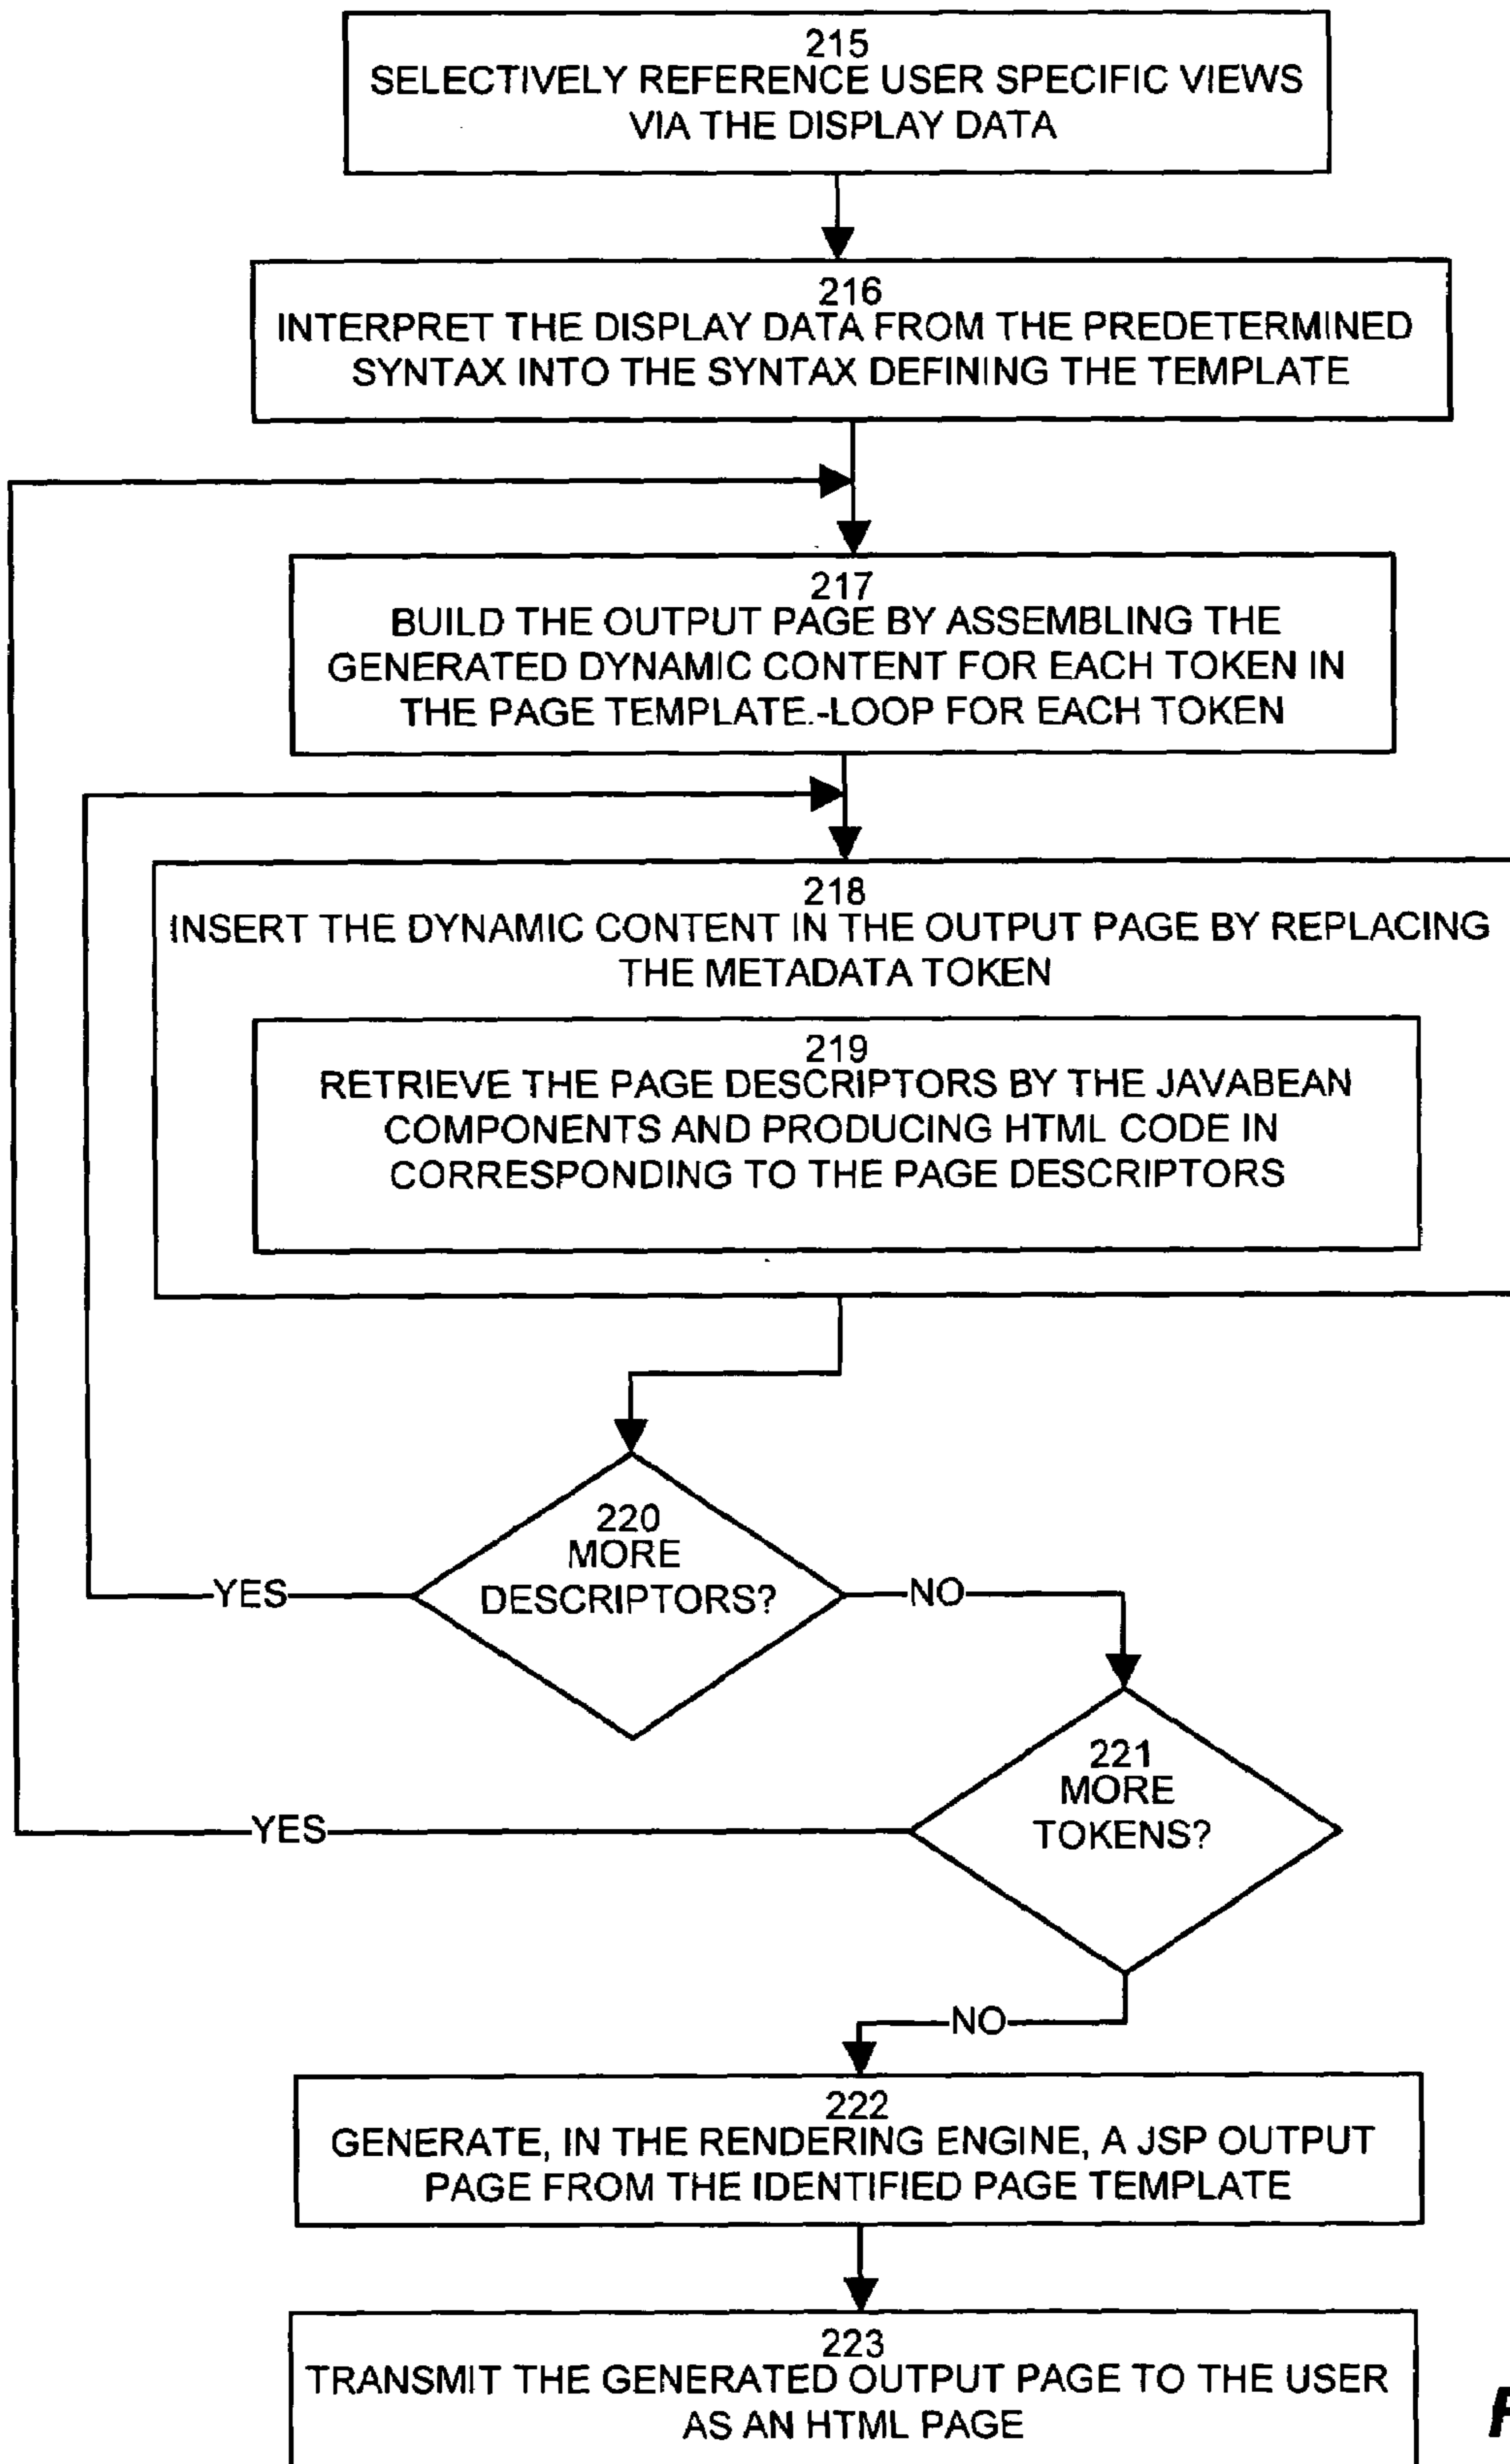 215
SELECTIVELY REFERENCE USER SPECIFIC VIEWS
VIA THE DISPLAY DATA
216
INTERPRET THE DISPLAY DATA FROM THE PREDETERMINED
SYNTAX INTO THE SYNTAX DEFINING THE TEMPLATE
217
BUILD THE OUTPUT PAGE BY ASSEMBLING THE
GENERATED DYNAMIC CONTENT FOR EACH TOKEN IN
THE PAGE TEMPLATE.-LOOP FOR EACH TOKEN
218
INSERT THE DYNAMIC CONTENT IN THE OUTPUT PAGE BY REPLACING
THE METADATA TOKEN
219
RETRIEVE THE PAGE DESCRIPTORS BY THE JAVABEAN
COMPONENTS AND PRODUCING HTML CODE IN
CORRESPONDING TO THE PAGE DESCRIPTORS
220
MORE
DESCRIPTORS?
YES
NO
221
MORE
TOKENS?
YES
NO
222
GENERATE, IN THE RENDERING ENGINE, A JSP OUTPUT
PAGE FROM THE IDENTIFIED PAGE TEMPLATE
223
TRANSMIT THE GENERATED OUTPUT PAGE TO THE USER
AS AN HTML PAGE